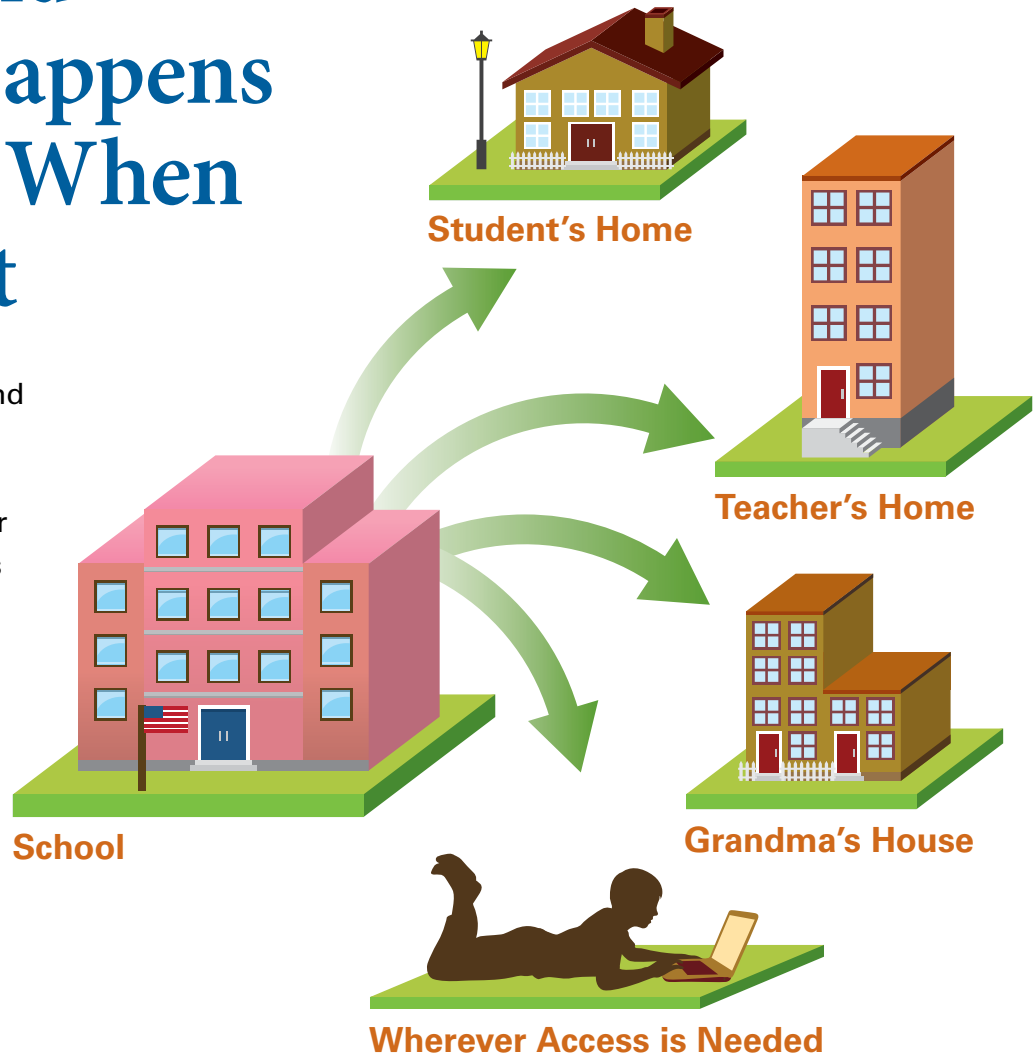 appens
When
t
nd
r
s
Student's Home
Teacher's Home
Grandma's House
School
Wherever Access is Needed